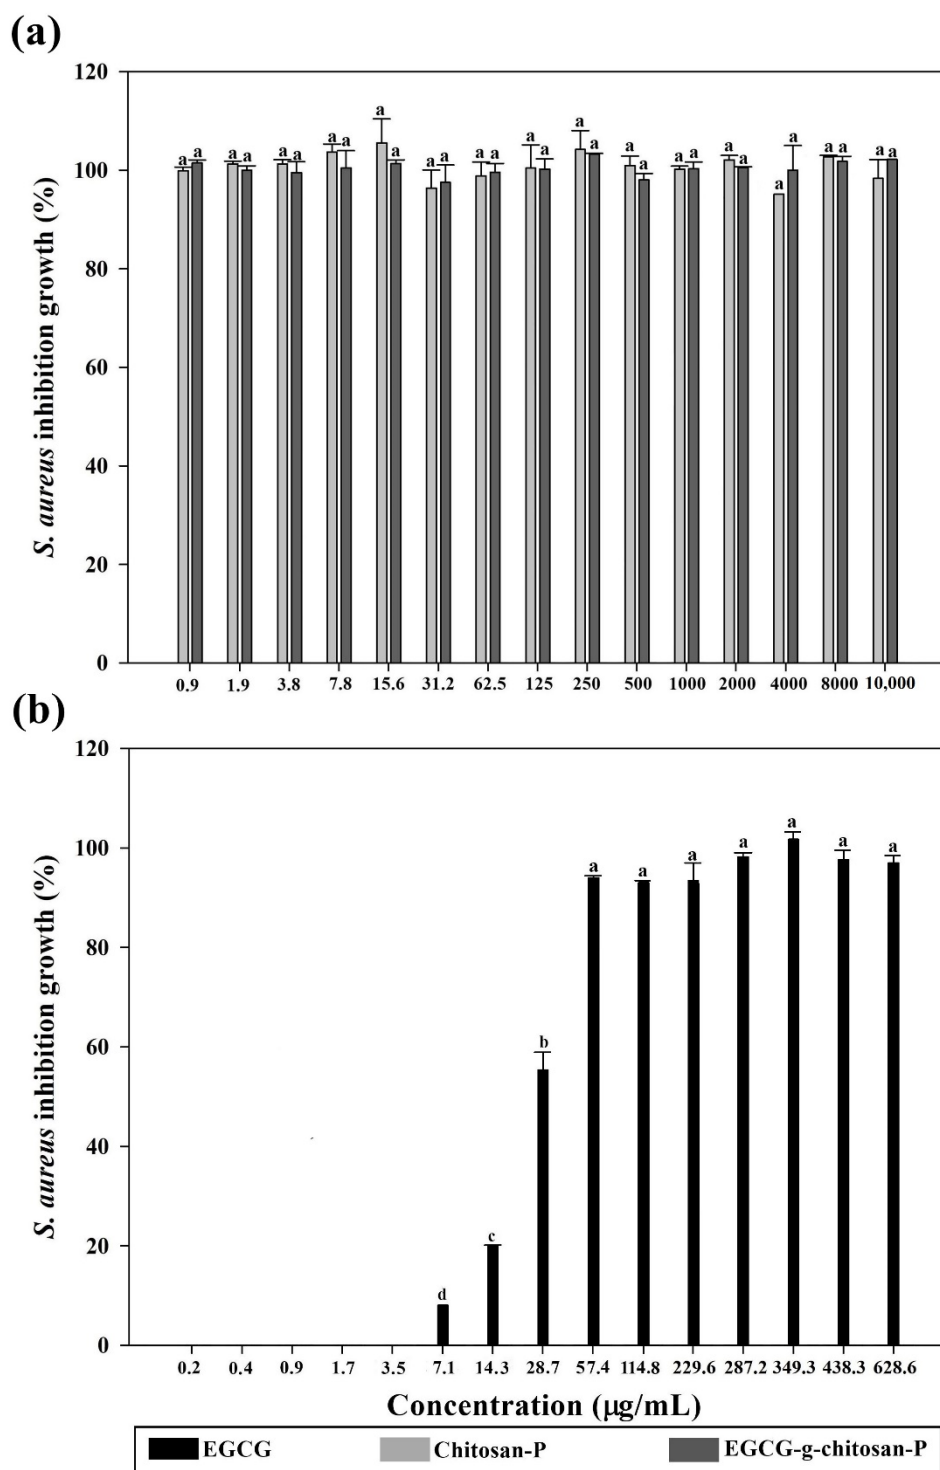 (a)
120
100
80
60
40
20
0
S. aureus inhibition growth (%)
a a a a a a a a a a a a a a a a a a a a a a a a a a a a a a
0.9 1.9 3.8 7.8 15.6 31.2 62.5 125 250 500 1000 2000 4000 8000 10,000
(b)
120
100
80
60
40
20
0
S. aureus inhibition growth (%)
d c b a a a a a a a
0.2 0.4 0.9 1.7 3.5 7.1 14.3 28.7 57.4 114.8 229.6 287.2 349.3 438.3 628.6
Concentration (µg/mL)
EGCG Chitosan-P EGCG-g-chitosan-P